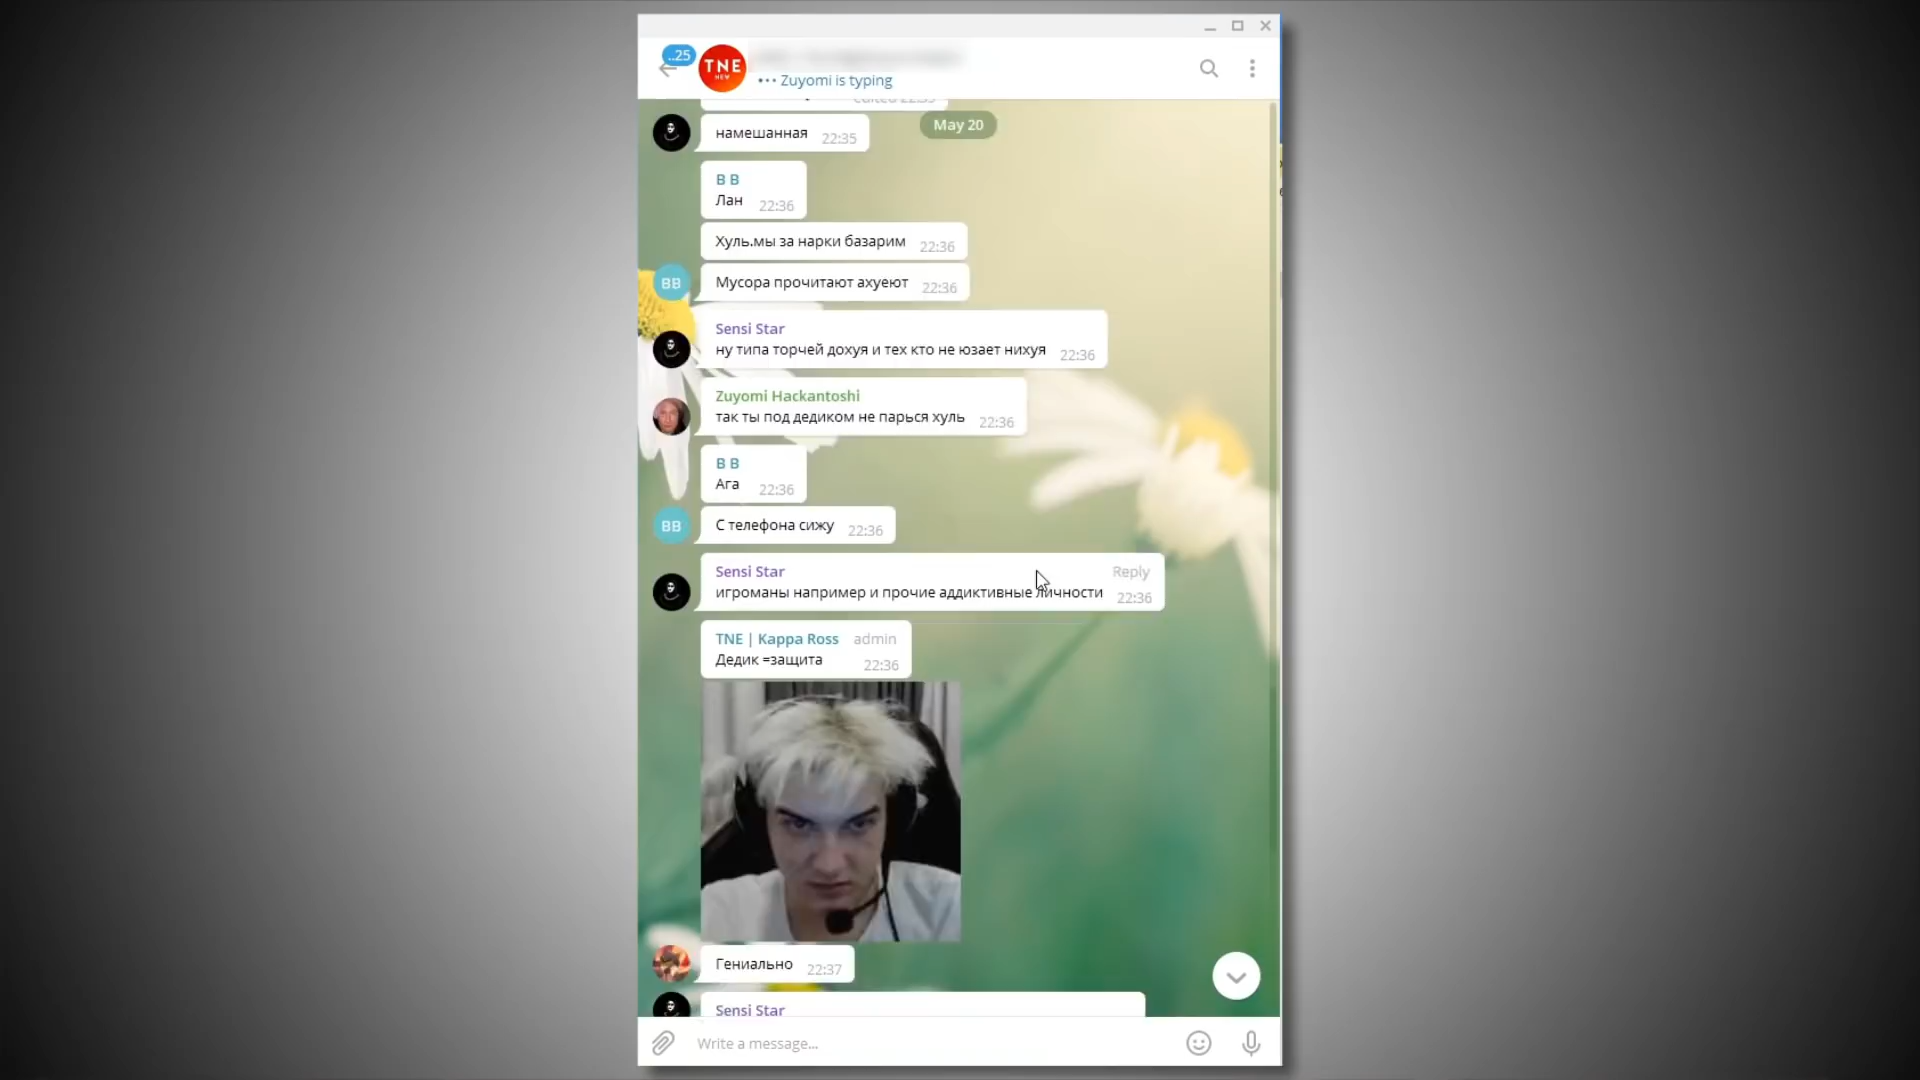 ..25
TNE
NEW
Zuyomi is typing
May 20
намешанная 22:35
B B
Лан 22:36
Хуль.мы за нарки базарим 22:36
BB
Мусора прочитают ахуеют 22:36
Sensi Star
ну типа торчей дохуя и тех кто не юзает нихуя 22:36
Zuyomi Hackantoshi
так ты под дедиком не парься хуль 22:36
B B
Ага 22:36
BB
С телефона сижу 22:36
Sensi Star Reply
игроманы например и прочие аддиктивные личности 22:36
TNE | Kappa Ross admin
Дедик =защита 22:36
Гениально 22:37
Sensi Star
Write a message...